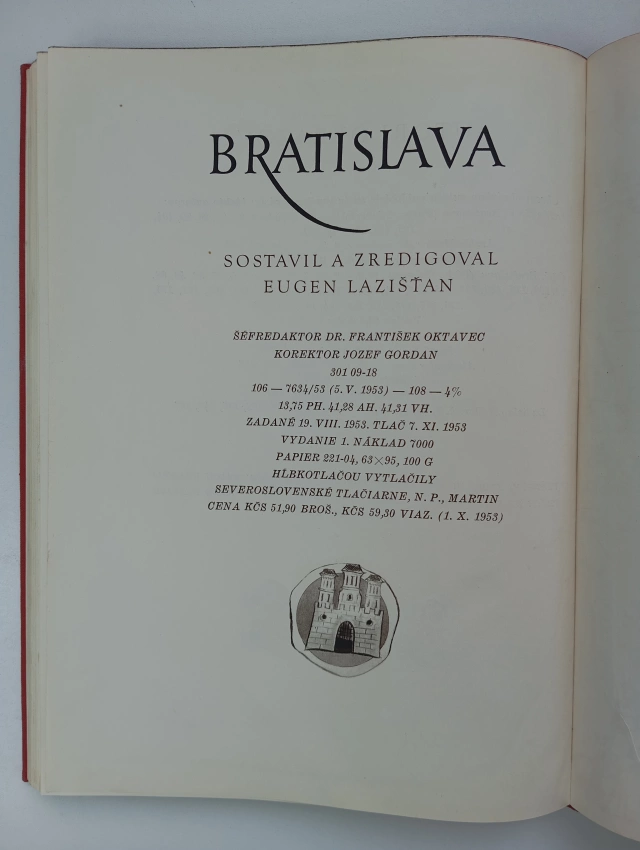 BRATISLAVA
SOSTAVIL A ZREDIGOVAL
EUGEN LAZIŠŤAN
ŠÉFREDAKTOR DR. FRANTIŠEK OKTAVEC
KOREKTOR JOZEF GORDAN
301 09-18
106 — 7634/53 (5. V. 1953) — 108 — 4%
13,75 PH. 41,28 AH. 41,31 VH.
ZADANÉ 19. VIII. 1953. TLAČ 7. XI. 1953
VYDANIE 1. NÁKLAD 7000
PAPIER 221-04, 63×95, 100 G
HĹBKOTLAČOU VYTLAČILY
SEVEROSLOVENSKÉ TLAČIARNE, N. P., MARTIN
CENA KČS 51,90 BROŠ., KČS 59,30 VIAZ. (1. X. 1953)